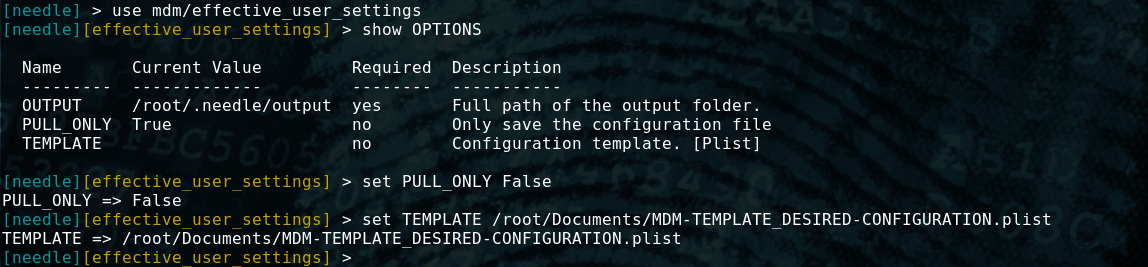 [needle] > use mdm/effective_user_settings
[needle][effective_user_settings] > show OPTIONS
Name Current Value Required Description
--------- ------------- -------- -----------
OUTPUT /root/.needle/output yes Full path of the output folder.
PULL_ONLY True no Only save the configuration file
TEMPLATE no Configuration template. [Plist]
[needle][effective_user_settings] > set PULL_ONLY False
PULL_ONLY => False
[needle][effective_user_settings] > set TEMPLATE /root/Documents/MDM-TEMPLATE_DESIRED-CONFIGURATION.plist
TEMPLATE => /root/Documents/MDM-TEMPLATE_DESIRED-CONFIGURATION.plist
[needle][effective_user_settings] >